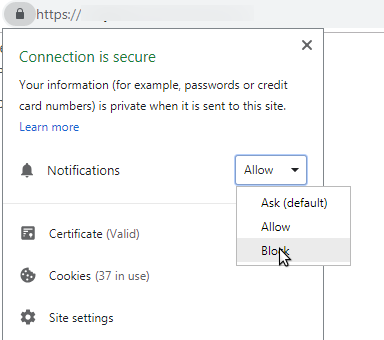 https://
Connection is secure
Your information (for example, passwords or credit
card numbers) is private when it is sent to this site.
Learn more
Notifications
Allow
Ask (default)
Allow
Block
Certificate (Valid)
Cookies (37 in use)
Site settings